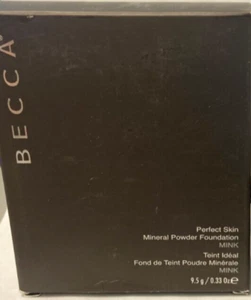 BECCA
Perfect Skin
Mineral Powder Foundation
MINK
Teint Idéal
Fond de Teint Poudre Minérale
MINK
9.5 g / 0.33 Oz e